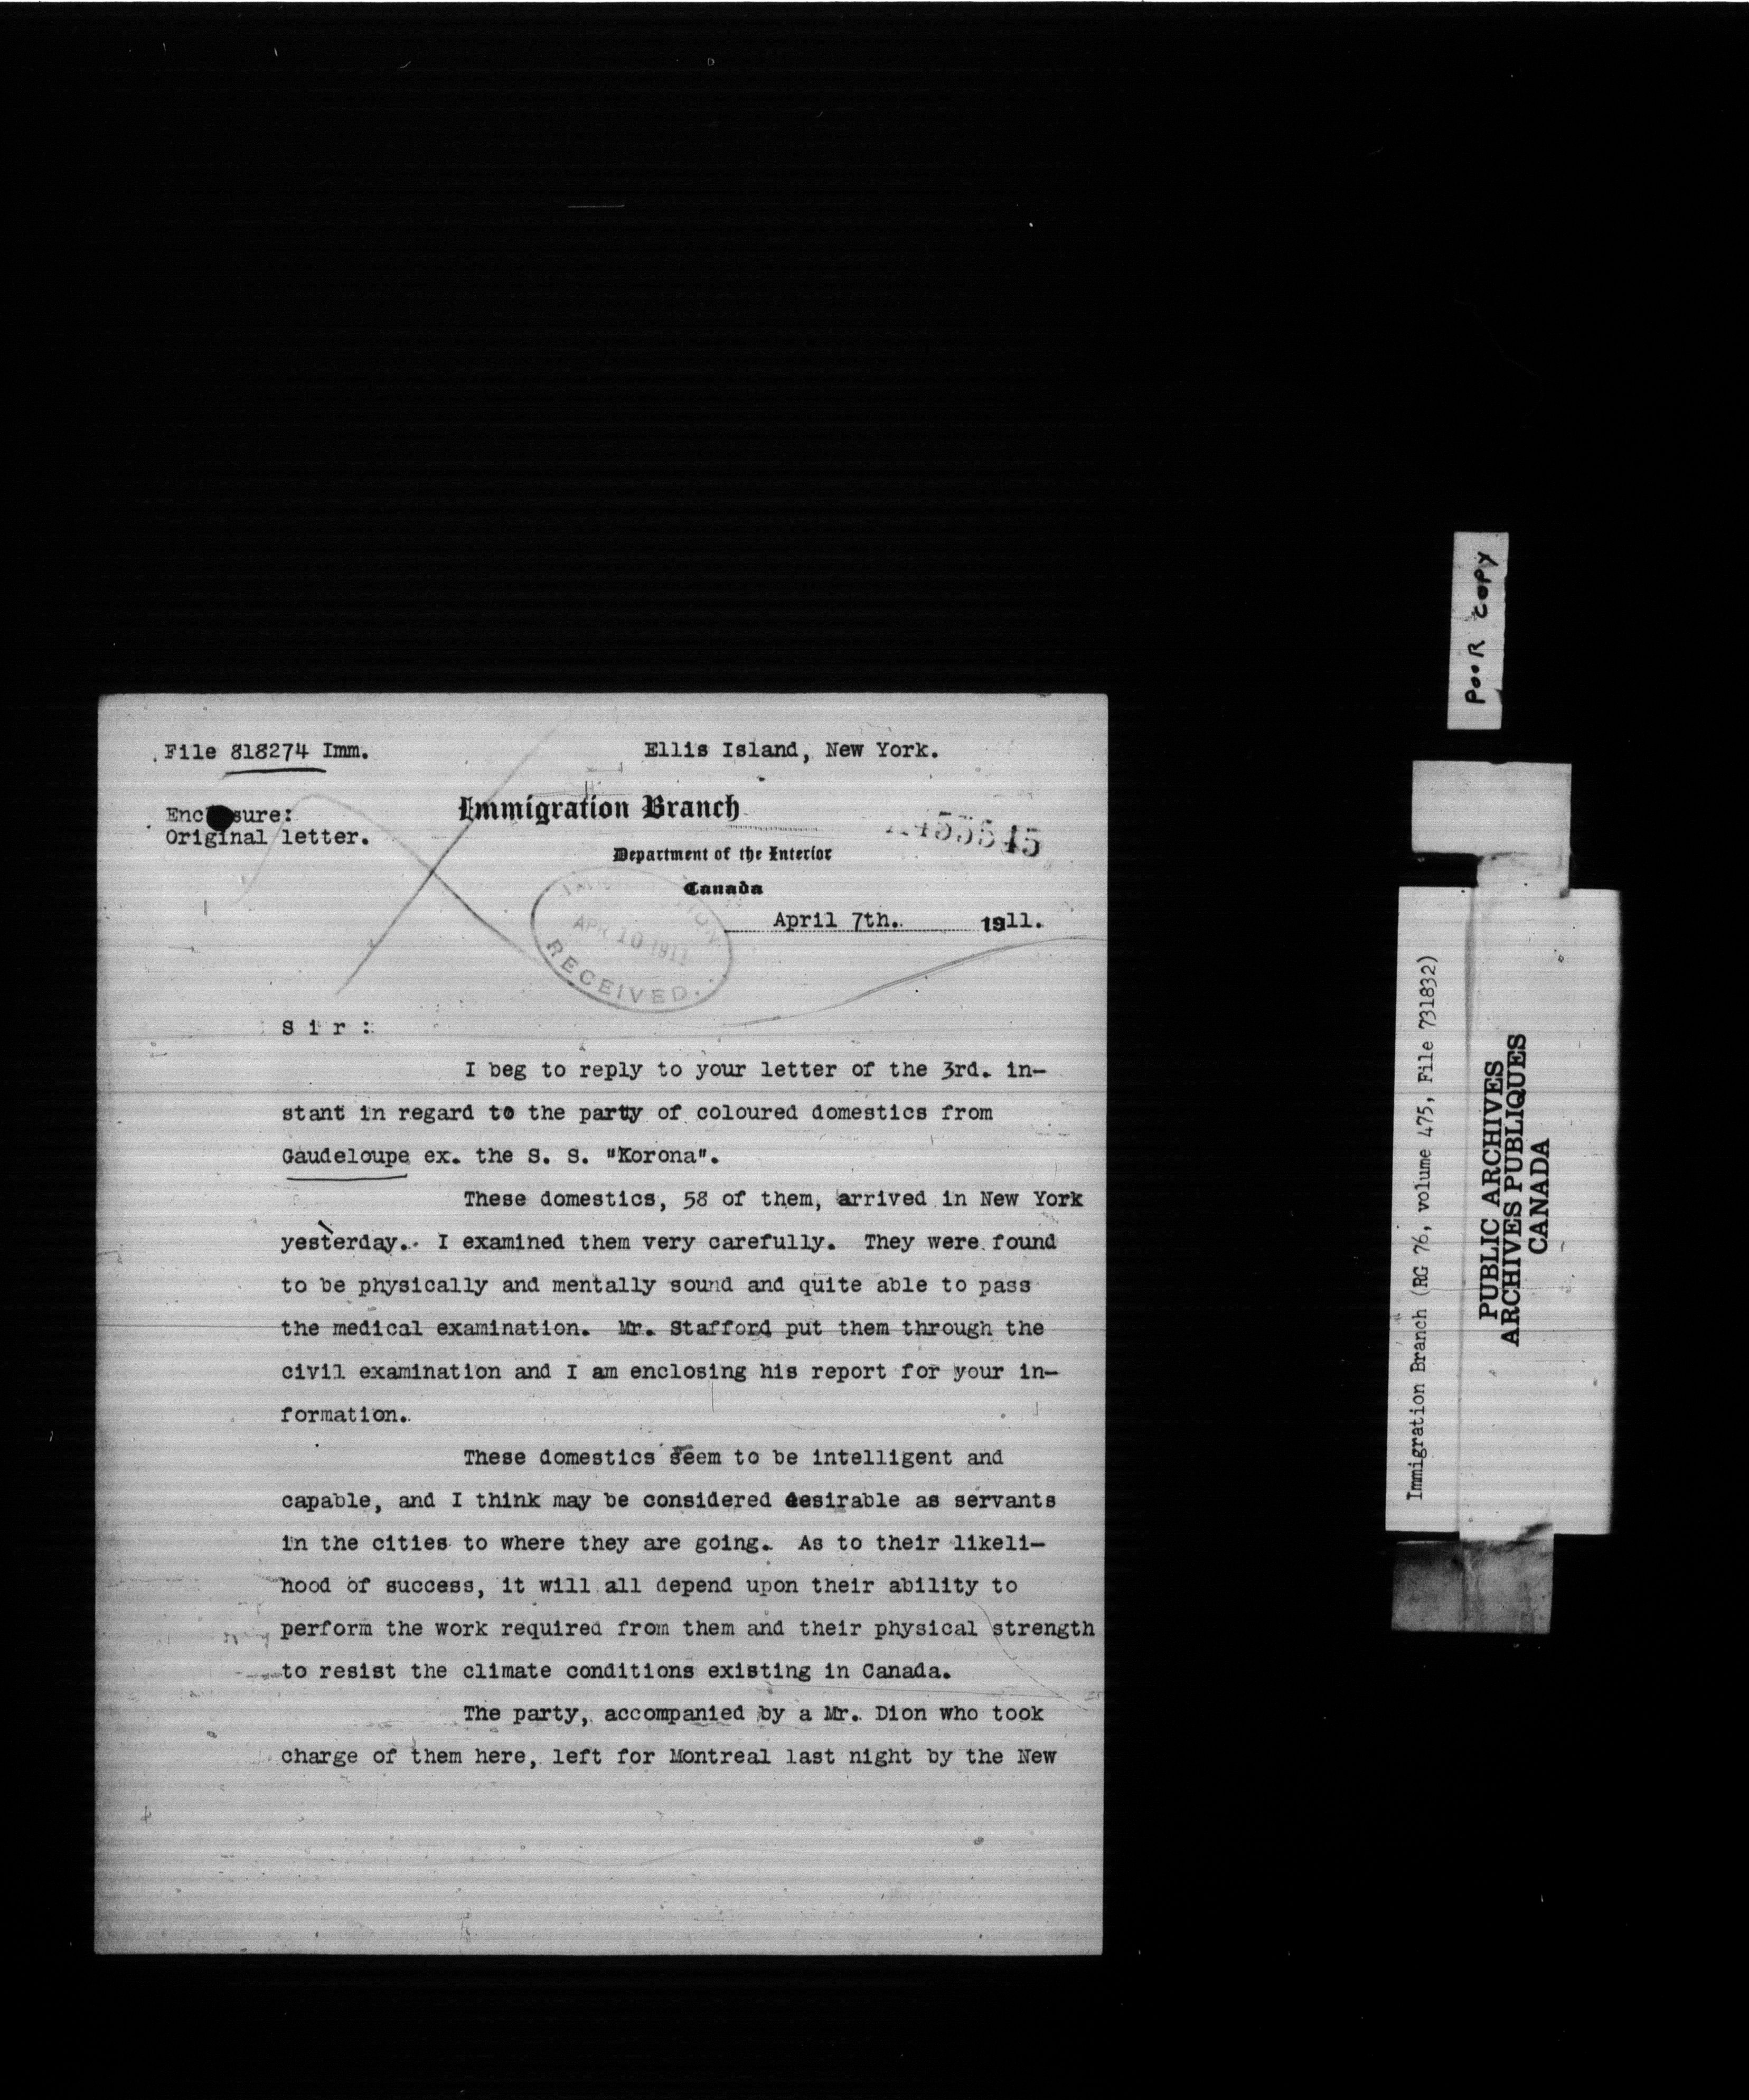 File 818274 Imm.
Ellis Island, New York.
Enc sure:
Original letter.
Immigration Branch
455545
Department of the Interior
Canada
April 7th. 1911.
APR 10 1911
RECEIVED.
Sir:
I beg to reply to your letter of the 3rd. in-
stant in regard to the party of coloured domestics from
Gaudeloupe ex. the S. S. "Korona".
These domestics, 58 of them, arrived in New York
yesterday. I examined them very carefully. They were found
to be physically and mentally sound and quite able to pass
the medical examination. Mr. Stafford put them through the
civil examination and I am enclosing his report for your in-
formation.
These domestics seem to be intelligent and
capable, and I think may be considered desirable as servants
in the cities to where they are going. As to their likeli-
hood of success, it will all depend upon their ability to
perform the work required from them and their physical strength
to resist the climate conditions existing in Canada.
The party, accompanied by a Mr. Dion who took
charge of them here, left for Montreal last night by the New
POOR COPY
Immigration Branch (RG 76, volume 475, File 731832)
PUBLIC ARCHIVES
ARCHIVES PUBLIQUES
CANADA